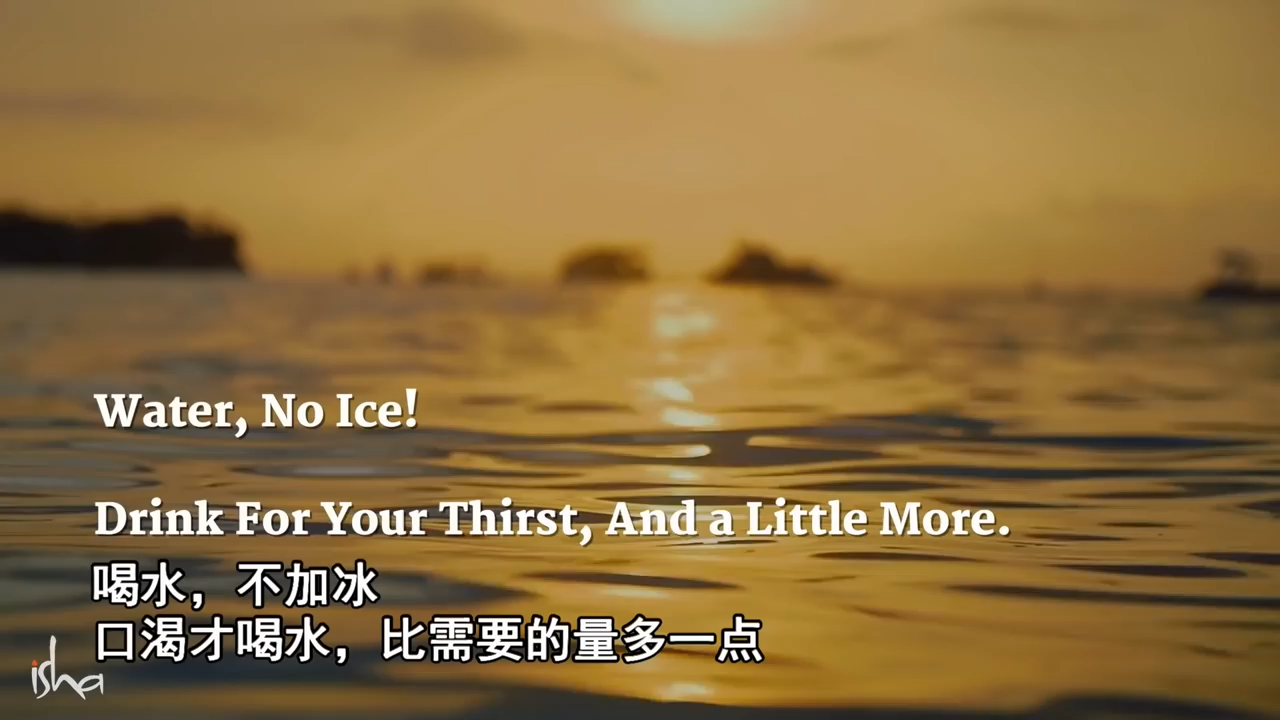 Water, No Ice!
Drink For Your Thirst, And a Little More.
喝水，不加冰
口渴才喝水，比需要的量多一点
isha